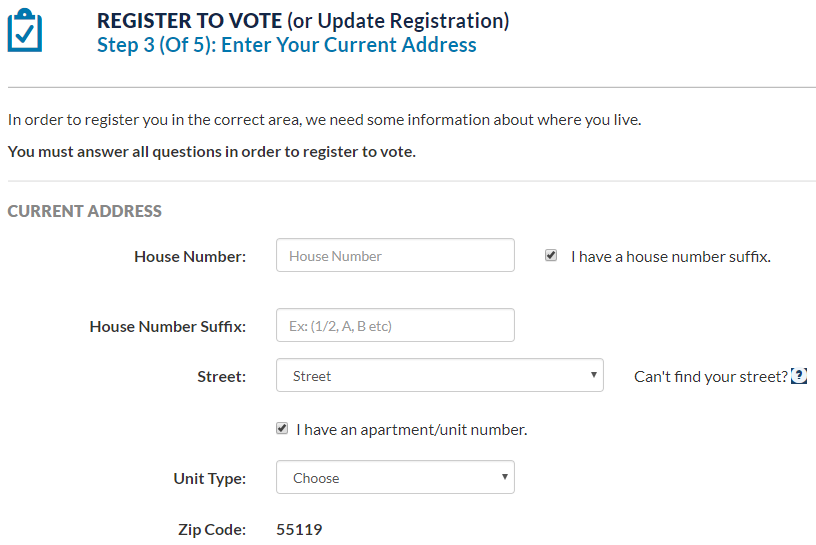 REGISTER TO VOTE (or Update Registration)
Step 3 (Of 5): Enter Your Current Address
In order to register you in the correct area, we need some information about where you live.
You must answer all questions in order to register to vote.
CURRENT ADDRESS
House Number: House Number I have a house number suffix.
House Number Suffix: Ex: (1/2, A, B etc)
Street: Street Can't find your street? ?
I have an apartment/unit number.
Unit Type: Choose
Zip Code: 55119